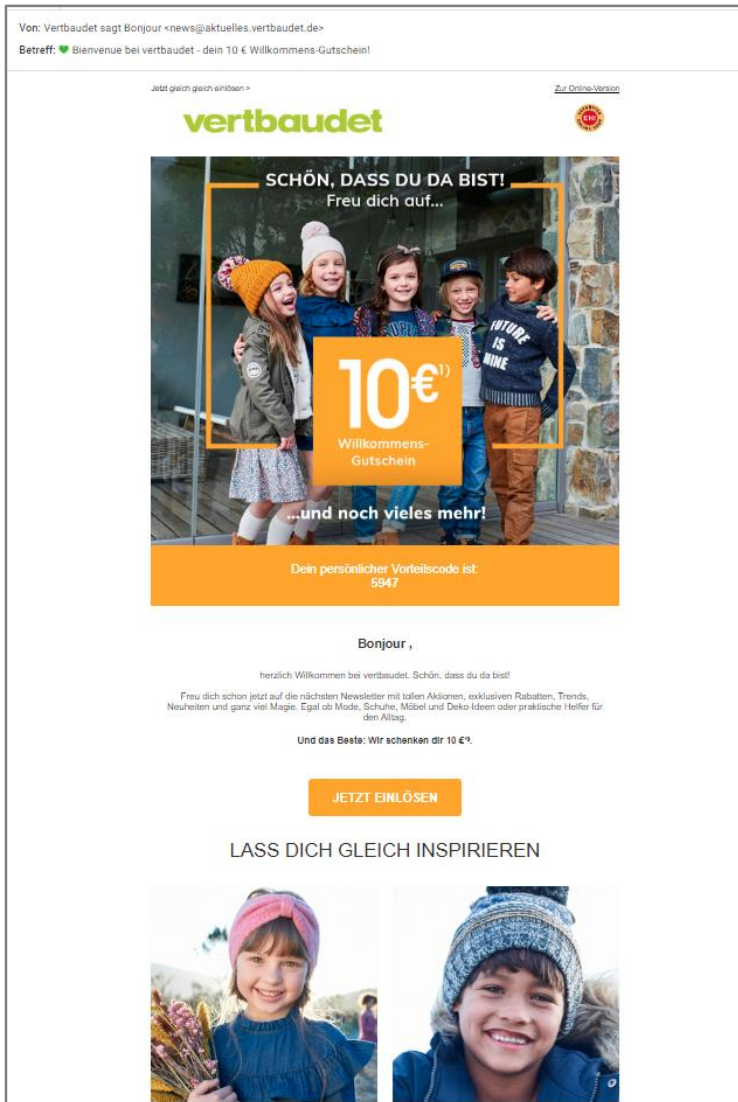 Von: Vertbaudet sagt Bonjour <news@aktuelles.vertbaudet.de>
Betreff: 💚 Bienvenue bei vertbaudet - dein 10 € Willkommens-Gutschein!
Jetzt gleich gleich einlösen >
Zur Online-Version
vertbaudet
EHI
SCHÖN, DASS DU DA BIST!
Freu dich auf...
FUTURE
IS
MINE
10€¹⁾
Willkommens-
Gutschein
...und noch vieles mehr!
Dein persönlicher Vorteilscode ist:
5947
Bonjour ,
herzlich Willkommen bei vertbaudet. Schön, dass du da bist!
Freu dich schon jetzt auf die nächsten Newsletter mit tollen Aktionen, exklusiven Rabatten, Trends,
Neuheiten und ganz viel Magie. Egal ob Mode, Schuhe, Möbel und Deko-Ideen oder praktische Helfer für
den Alltag.
Und das Beste: Wir schenken dir 10 €¹⁾.
JETZT EINLÖSEN
LASS DICH GLEICH INSPIRIEREN